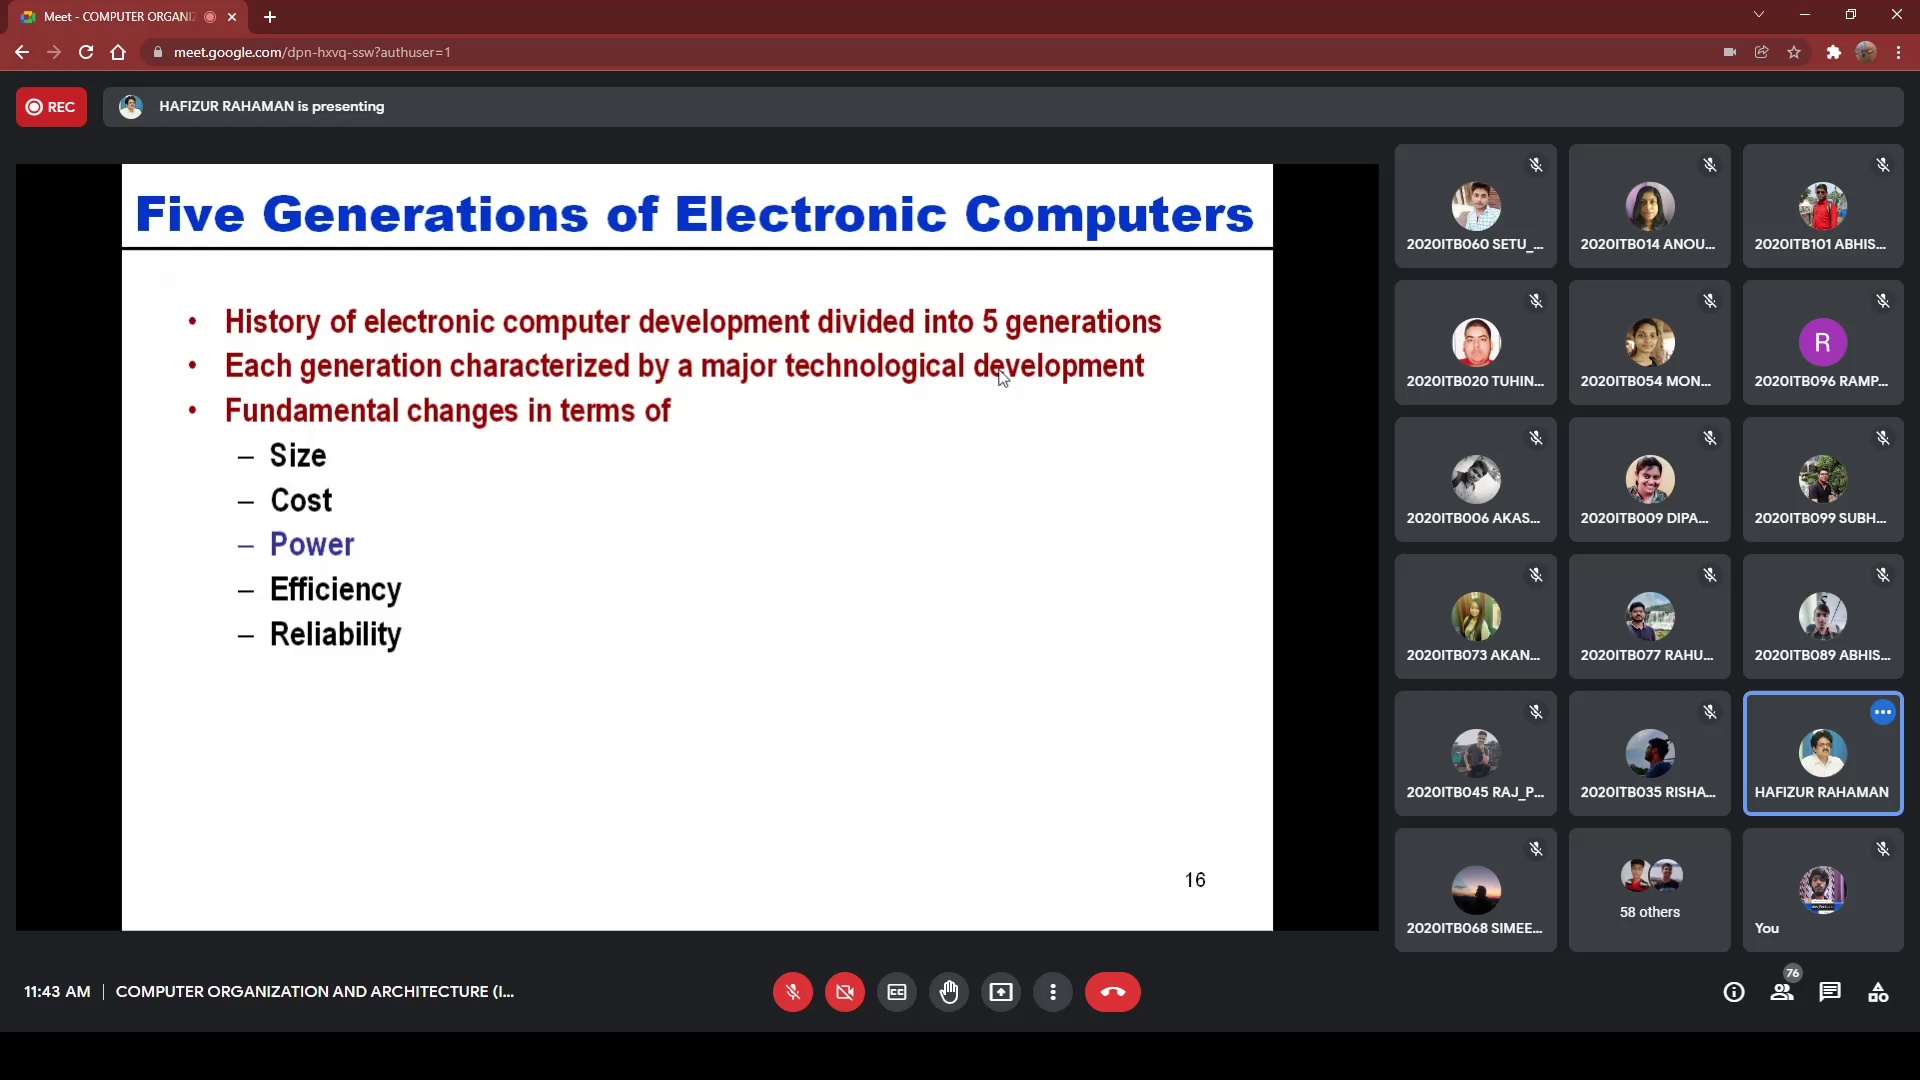 Meet - COMPUTER ORGANIZ
meet.google.com/dpn-hxvq-ssw?authuser=1
REC
HAFIZUR RAHAMAN is presenting
Five Generations of Electronic Computers
• History of electronic computer development divided into 5 generations
• Each generation characterized by a major technological development
• Fundamental changes in terms of
– Size
– Cost
– Power
– Efficiency
– Reliability
16
2020ITB060 SETU_...
2020ITB014 ANOU...
2020ITB101 ABHIS...
2020ITB020 TUHIN...
2020ITB054 MON...
R
2020ITB096 RAMP...
2020ITB006 AKAS...
2020ITB009 DIPA...
2020ITB099 SUBH...
2020ITB073 AKAN...
2020ITB077 RAHU...
2020ITB089 ABHIS...
2020ITB045 RAJ_P...
2020ITB035 RISHA...
HAFIZUR RAHAMAN
2020ITB068 SIMEE...
58 others
You
11:43 AM | COMPUTER ORGANIZATION AND ARCHITECTURE (I...
76